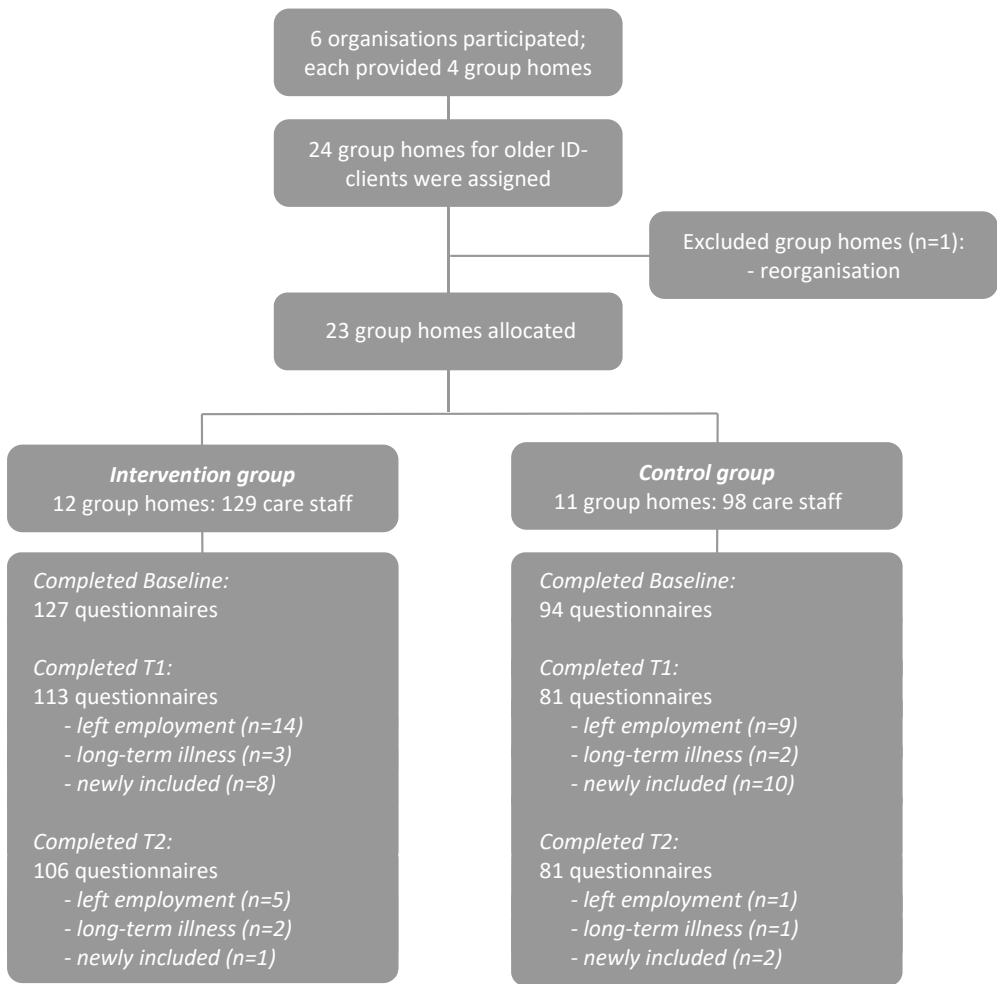 6 organisations participated;
each provided 4 group homes
24 group homes for older ID-
clients were assigned
Excluded group homes (n=1):
- reorganisation
23 group homes allocated
Intervention group
12 group homes: 129 care staff
Control group
11 group homes: 98 care staff
Completed Baseline:
127 questionnaires
Completed T1:
113 questionnaires
- left employment (n=14)
- long-term illness (n=3)
- newly included (n=8)
Completed T2:
106 questionnaires
- left employment (n=5)
- long-term illness (n=2)
- newly included (n=1)
Completed Baseline:
94 questionnaires
Completed T1:
81 questionnaires
- left employment (n=9)
- long-term illness (n=2)
- newly included (n=10)
Completed T2:
81 questionnaires
- left employment (n=1)
- long-term illness (n=1)
- newly included (n=2)